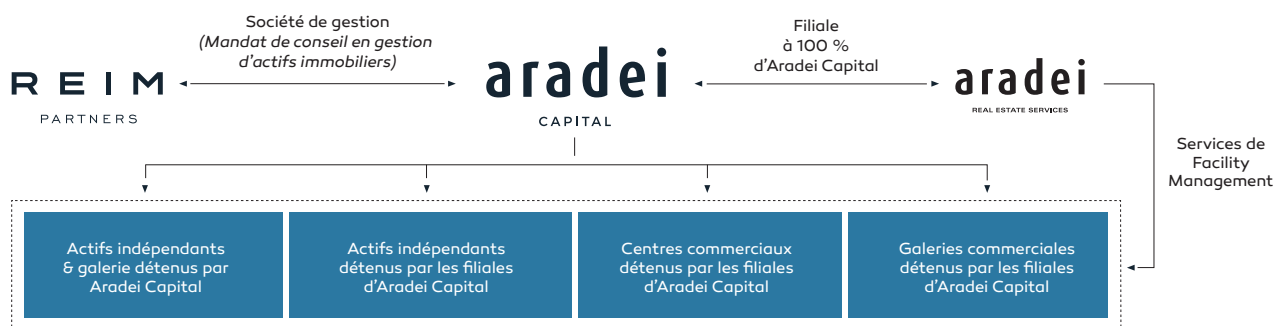 Société de gestion
(Mandat de conseil en gestion
d'actifs immobiliers)
Filiale
à 100 %
d'Aradei Capital
REIM
PARTNERS
aradei
CAPITAL
aradei
REAL ESTATE SERVICES
Services de
Facility
Management
Actifs indépendants
& galerie détenus par
Aradei Capital
Actifs indépendants
détenus par les filiales
d'Aradei Capital
Centres commerciaux
détenus par les filiales
d'Aradei Capital
Galeries commerciales
détenus par les filiales
d'Aradei Capital